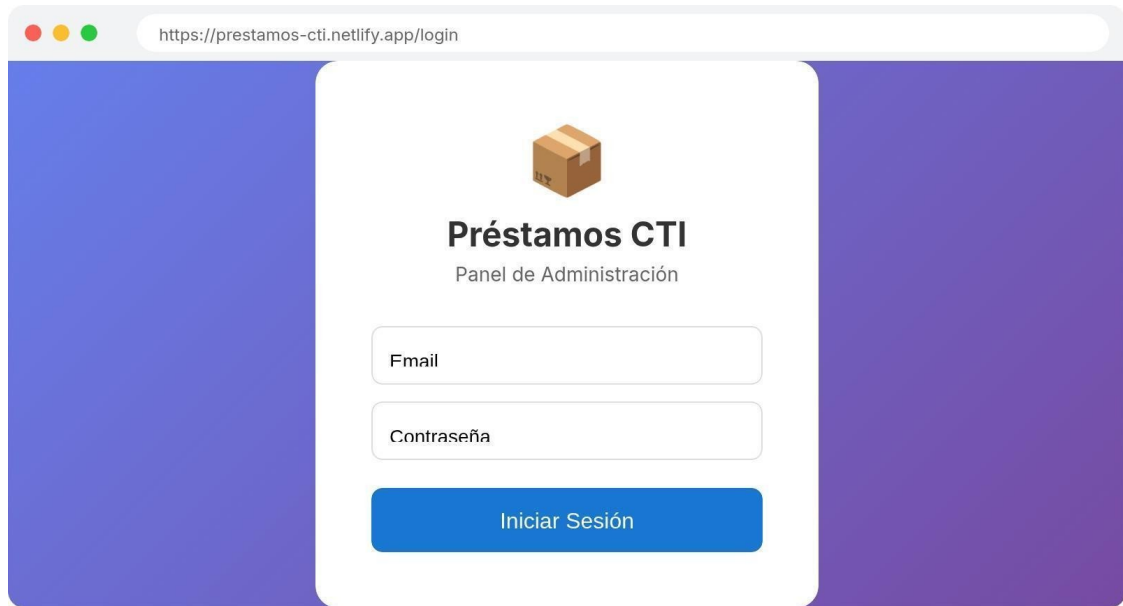 https://prestamos-cti.netlify.app/login
Préstamos CTI
Panel de Administración
Email
Contraseña
Iniciar Sesión